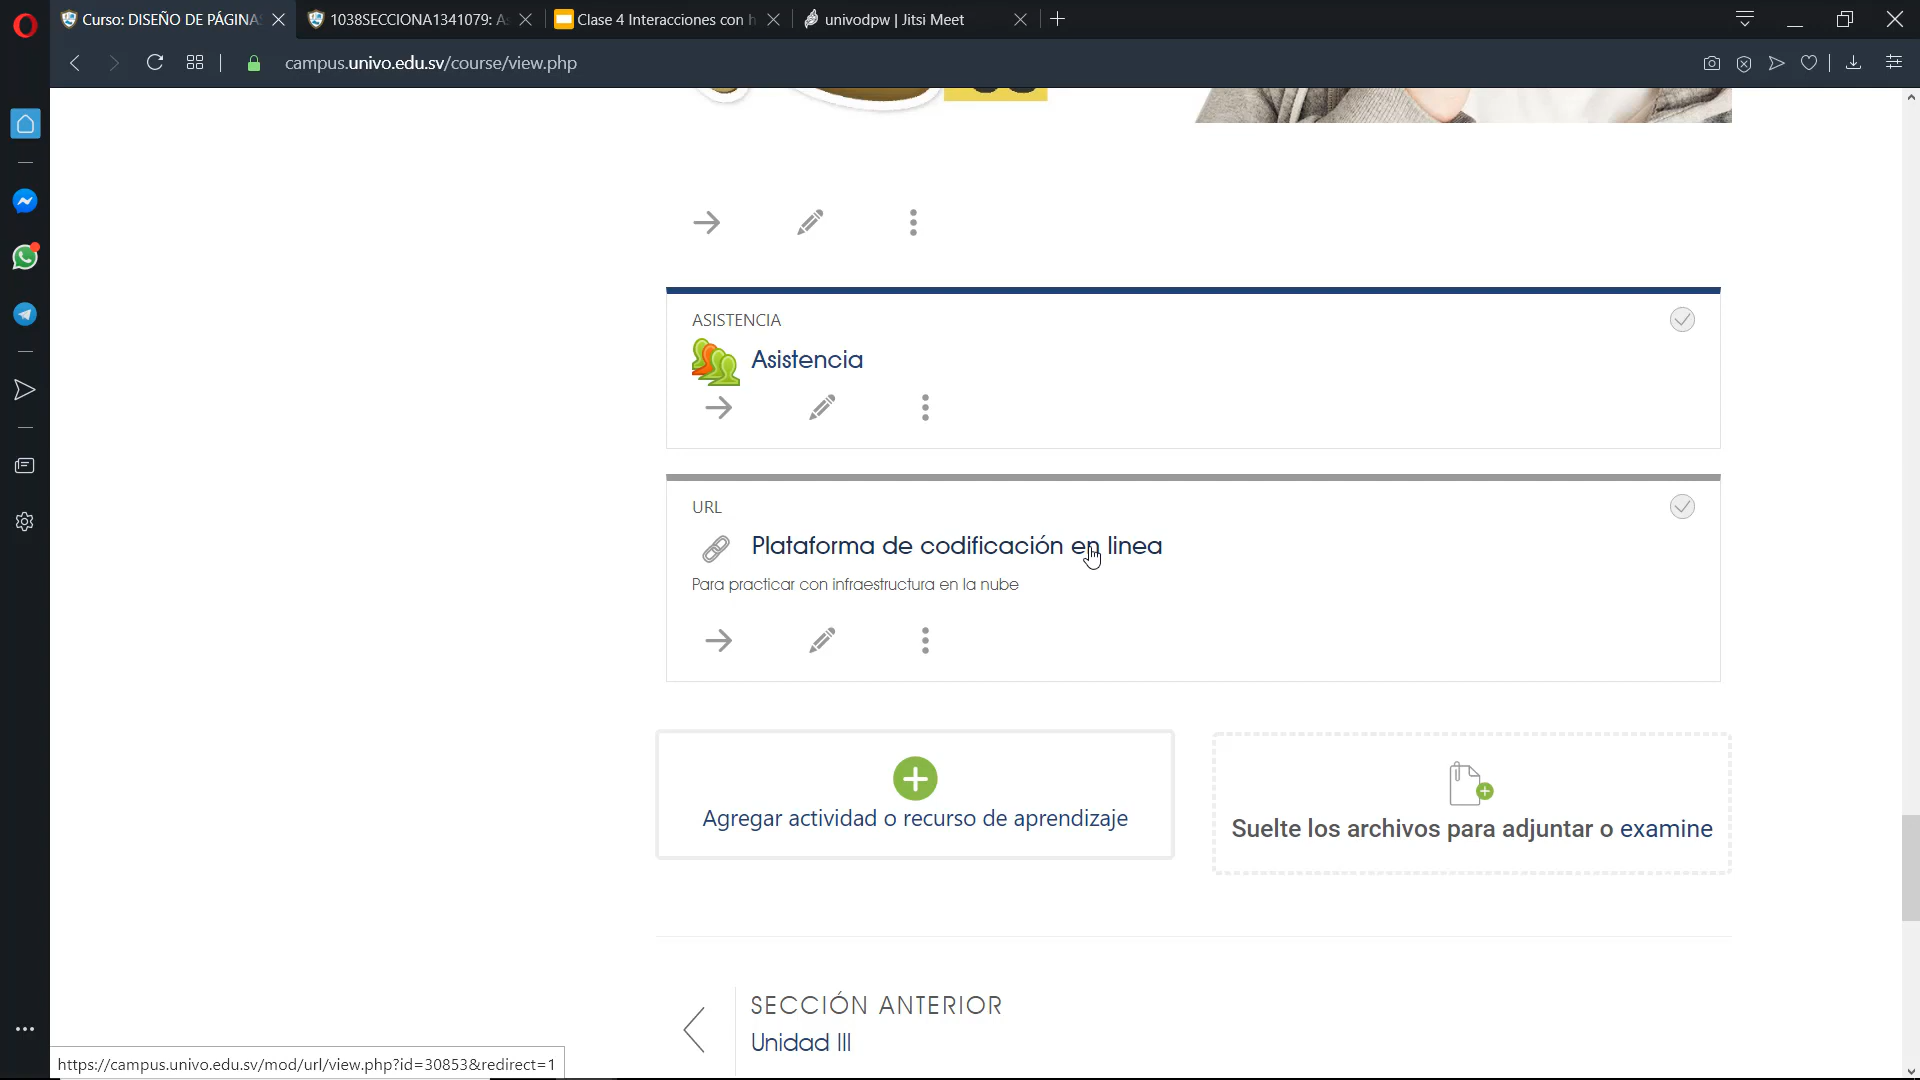 Curso: DISEÑO DE PÁGINA
1038SECCIONA1341079: A
Clase 4 Interacciones con h
univodpw | Jitsi Meet
campus.univo.edu.sv/course/view.php
ASISTENCIA
Asistencia
URL
Plataforma de codificación en linea
Para practicar con infraestructura en la nube
Agregar actividad o recurso de aprendizaje
Suelte los archivos para adjuntar o examine
SECCIÓN ANTERIOR
Unidad III
https://campus.univo.edu.sv/mod/url/view.php?id=30853&redirect=1